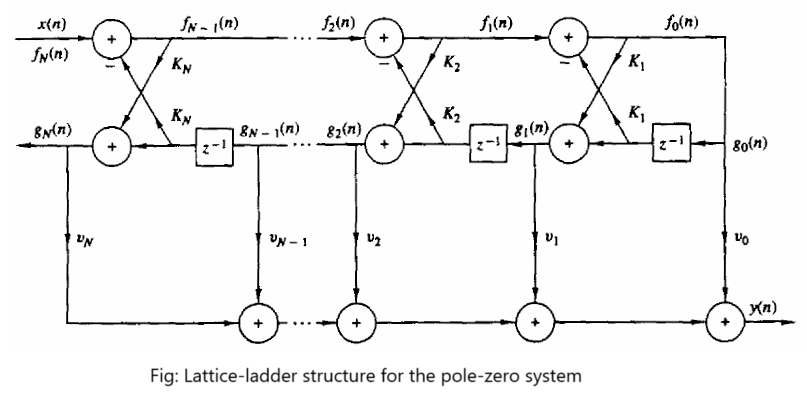 x(n) f_{N-1}(n) f_2(n) f_1(n) f_0(n)
f_N(n)
+ + +
− − −
K_N K_2 K_1
K_N K_2 K_1
g_N(n) g_{N-1}(n) g_2(n) g_1(n)
+ z^{-1} ... + z^{-1} + z^{-1} g_0(n)
v_N v_{N-1} v_2 v_1 v_0
y(n)
+ ... + + +
Fig: Lattice-ladder structure for the pole-zero system